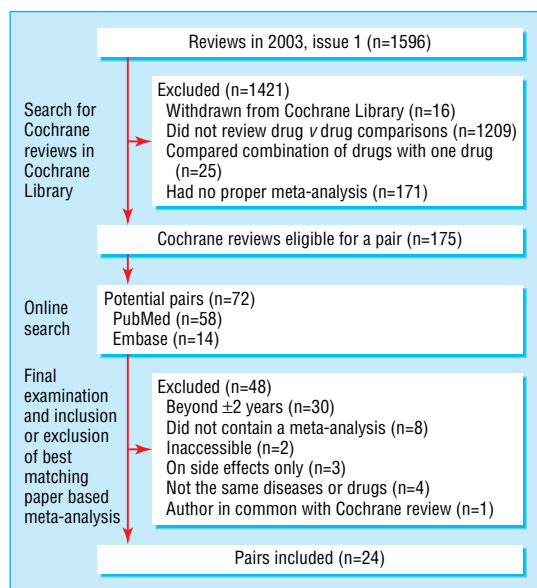 Reviews in 2003, issue 1 (n=1596)
Search for
Cochrane
reviews in
Cochrane
Library
Excluded (n=1421)
Withdrawn from Cochrane Library (n=16)
Did not review drug v drug comparisons (n=1209)
Compared combination of drugs with one drug
(n=25)
Had no proper meta-analysis (n=171)
Cochrane reviews eligible for a pair (n=175)
Online
search
Potential pairs (n=72)
PubMed (n=58)
Embase (n=14)
Final
examination
and inclusion
or exclusion
of best
matching
paper based
meta-analysis
Excluded (n=48)
Beyond ±2 years (n=30)
Did not contain a meta-analysis (n=8)
Inaccessible (n=2)
On side effects only (n=3)
Not the same diseases or drugs (n=4)
Author in common with Cochrane review (n=1)
Pairs included (n=24)